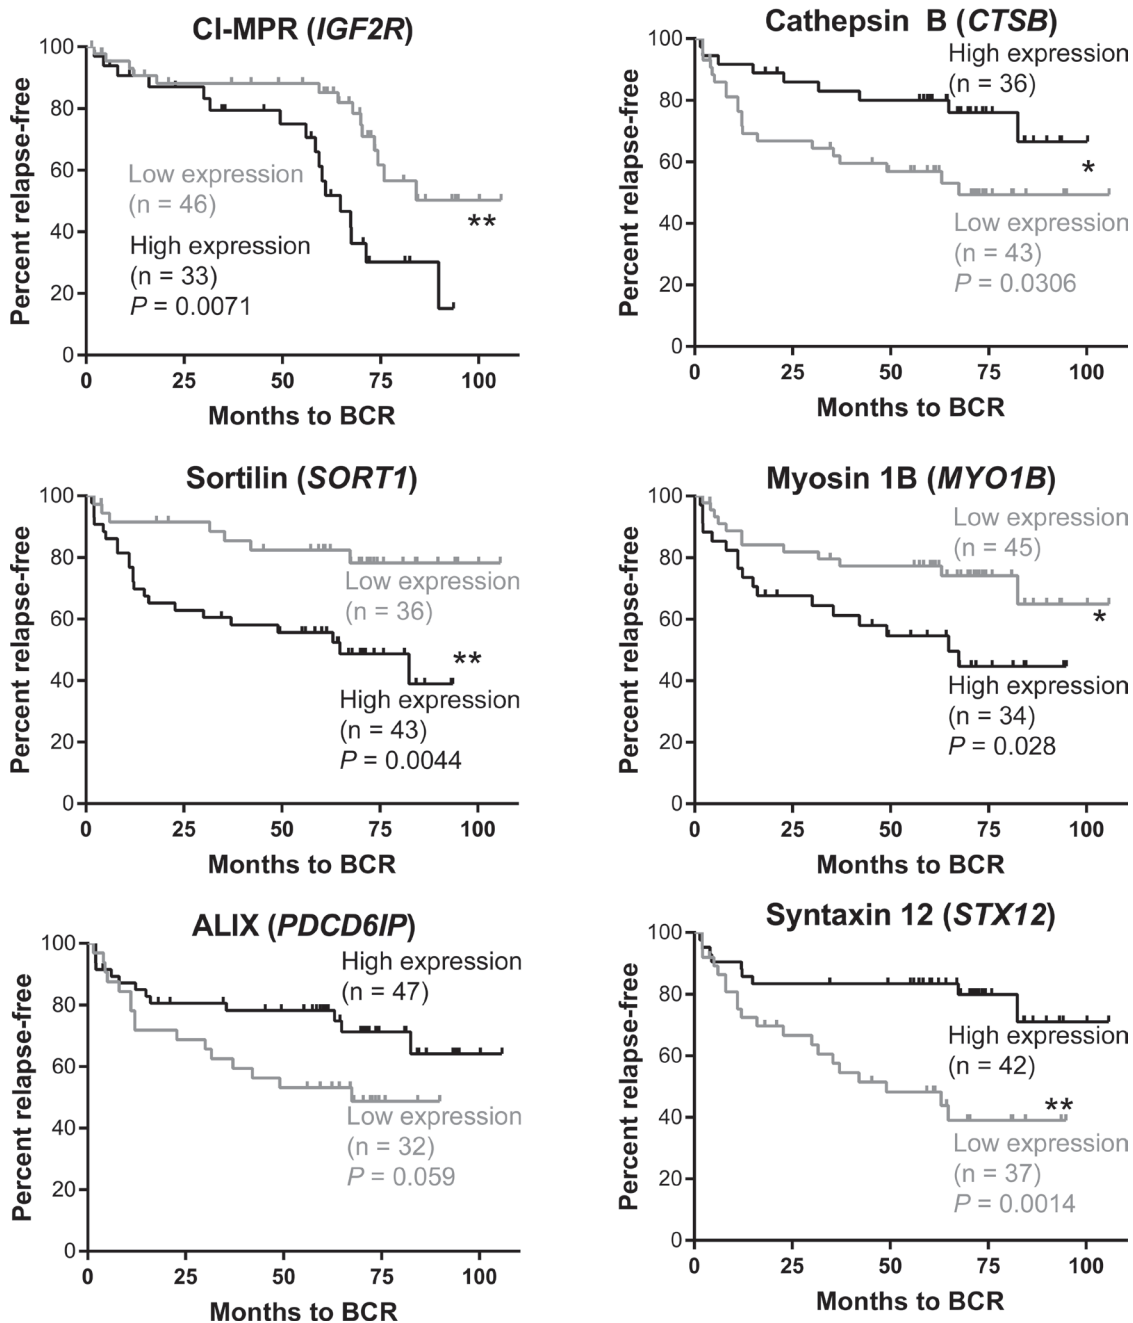 CI-MPR (IGF2R)
Percent relapse-free
100
80
60
40
20
0
Low expression
(n = 46)
**
High expression
(n = 33)
P = 0.0071
0 25 50 75 100
Months to BCR
Cathepsin B (CTSB)
Percent relapse-free
100
80
60
40
20
0
High expression
(n = 36)
*
Low expression
(n = 43)
P = 0.0306
0 25 50 75 100
Months to BCR
Sortilin (SORT1)
Percent relapse-free
100
80
60
40
20
0
Low expression
(n = 36)
**
High expression
(n = 43)
P = 0.0044
0 25 50 75 100
Months to BCR
Myosin 1B (MYO1B)
Percent relapse-free
100
80
60
40
20
0
Low expression
(n = 45)
*
High expression
(n = 34)
P = 0.028
0 25 50 75 100
Months to BCR
ALIX (PDCD6IP)
Percent relapse-free
100
80
60
40
20
0
High expression
(n = 47)
Low expression
(n = 32)
P = 0.059
0 25 50 75 100
Months to BCR
Syntaxin 12 (STX12)
Percent relapse-free
100
80
60
40
20
0
High expression
(n = 42)
**
Low expression
(n = 37)
P = 0.0014
0 25 50 75 100
Months to BCR